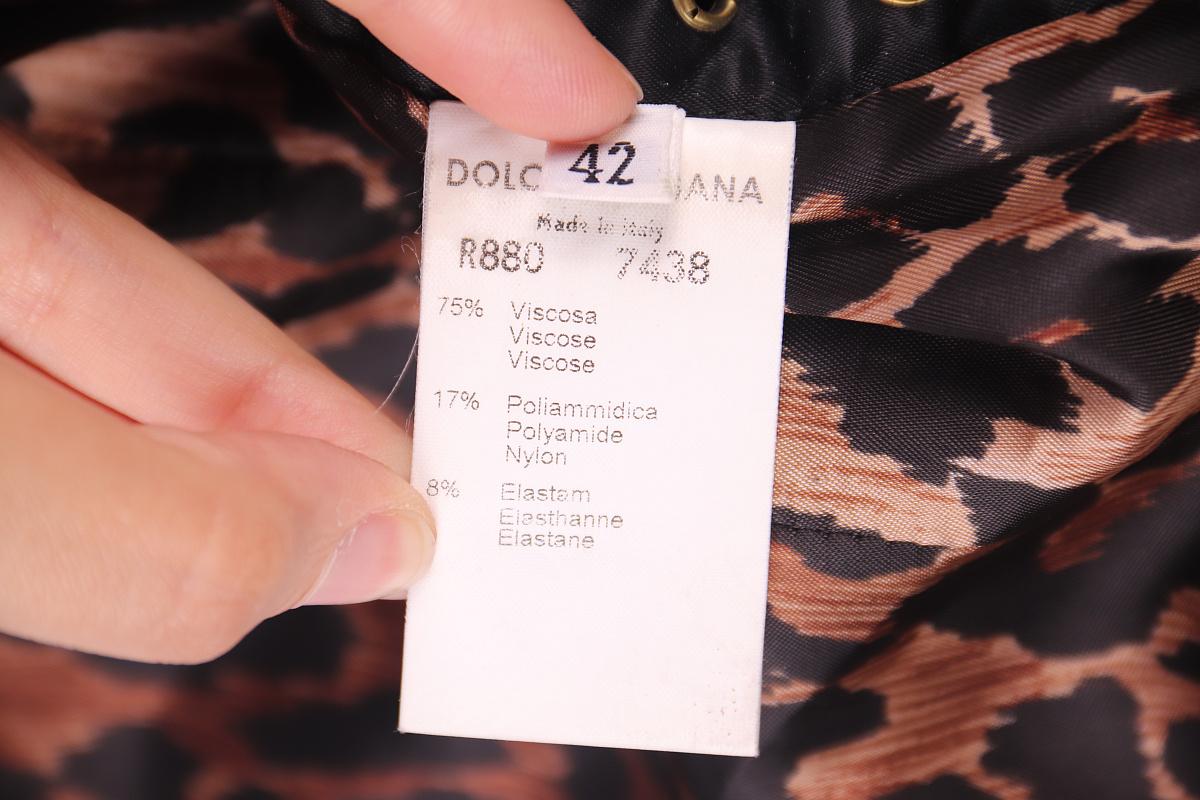 DOLC 42 BANA
Made in Italy
R880 7438
75% Viscosa
Viscose
Viscose
17% Poliammidica
Polyamide
Nylon
8% Elastam
Elasthanne
Elastane